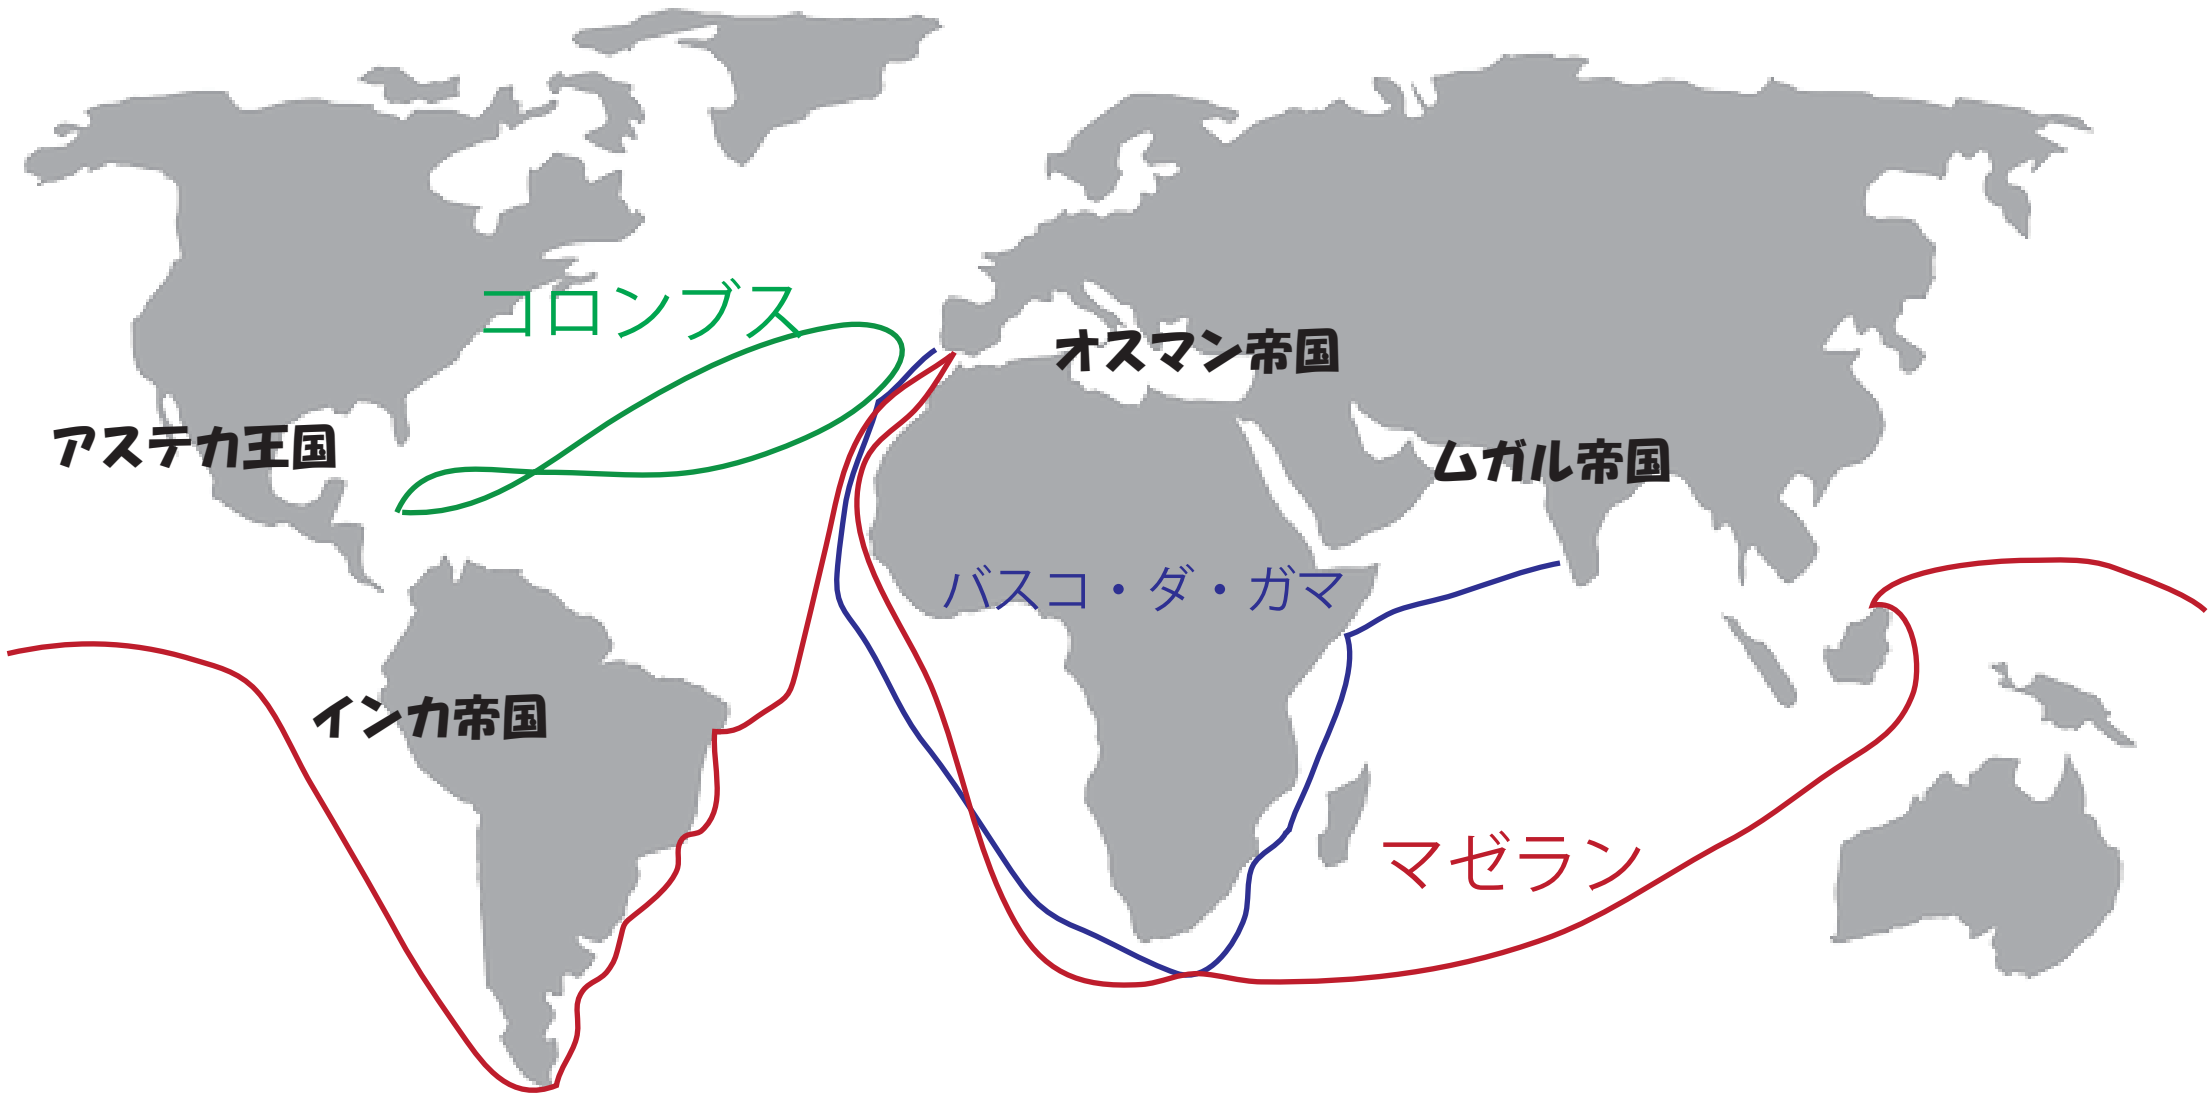 コロンブス
オスマン帝国
アステカ王国
ムガル帝国
バスコ・ダ・ガマ
インカ帝国
マゼラン